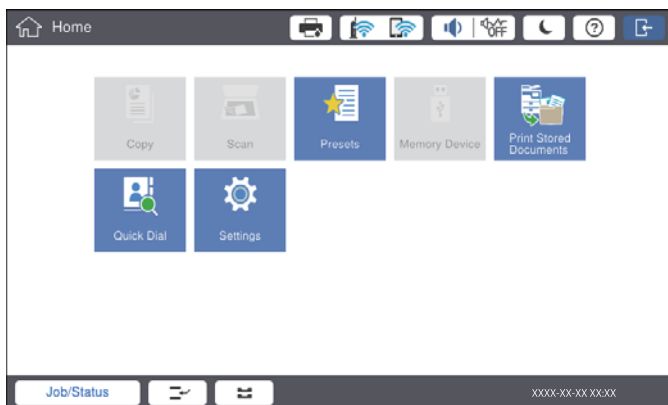 Home
OFF
Copy
Scan
Presets
Memory Device
Print Stored
Documents
Quick Dial
Settings
Job/Status
XXXX-XX-XX XX:XX